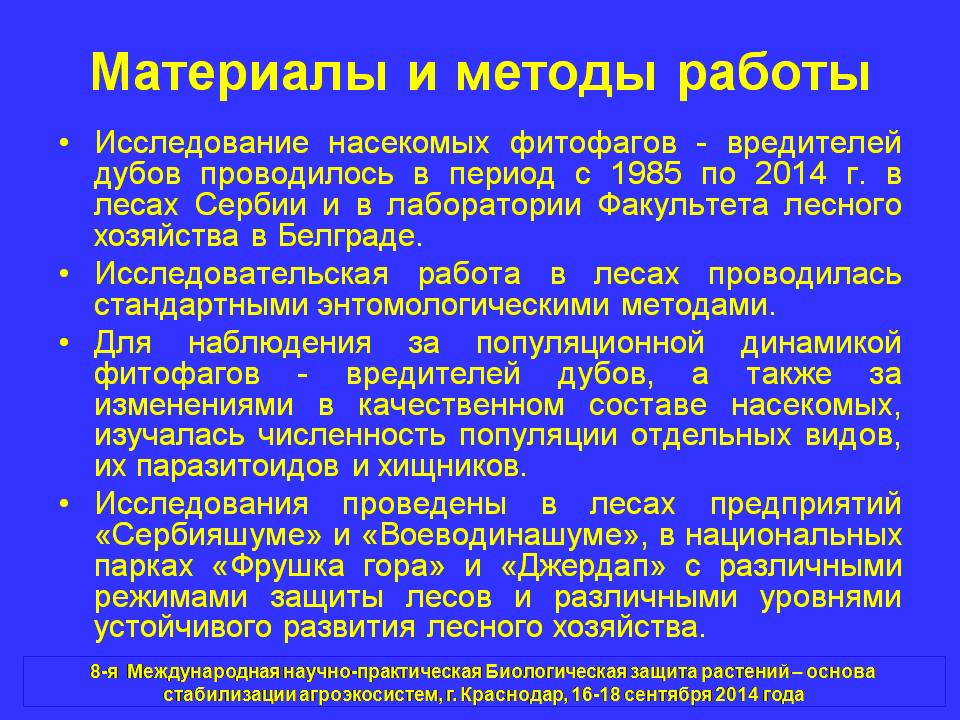 Материалы и методы работы
• Исследование насекомых фитофагов - вредителей
дубов проводилось в период с 1985 по 2014 г. в
лесах Сербии и в лаборатории Факультета лесного
хозяйства в Белграде.
• Исследовательская работа в лесах проводилась
стандартными энтомологическими методами.
• Для наблюдения за популяционной динамикой
фитофагов - вредителей дубов, а также за
изменениями в качественном составе насекомых,
изучалась численность популяции отдельных видов,
их паразитоидов и хищников.
• Исследования проведены в лесах предприятий
«Сербияшуме» и «Воеводинашуме», в национальных
парках «Фрушка гора» и «Джердап» с различными
режимами защиты лесов и различными уровнями
устойчивого развития лесного хозяйства.
8-я Международная научно-практическая Биологическая защита растений – основа
стабилизации агроэкосистем, г. Краснодар, 16-18 сентября 2014 года